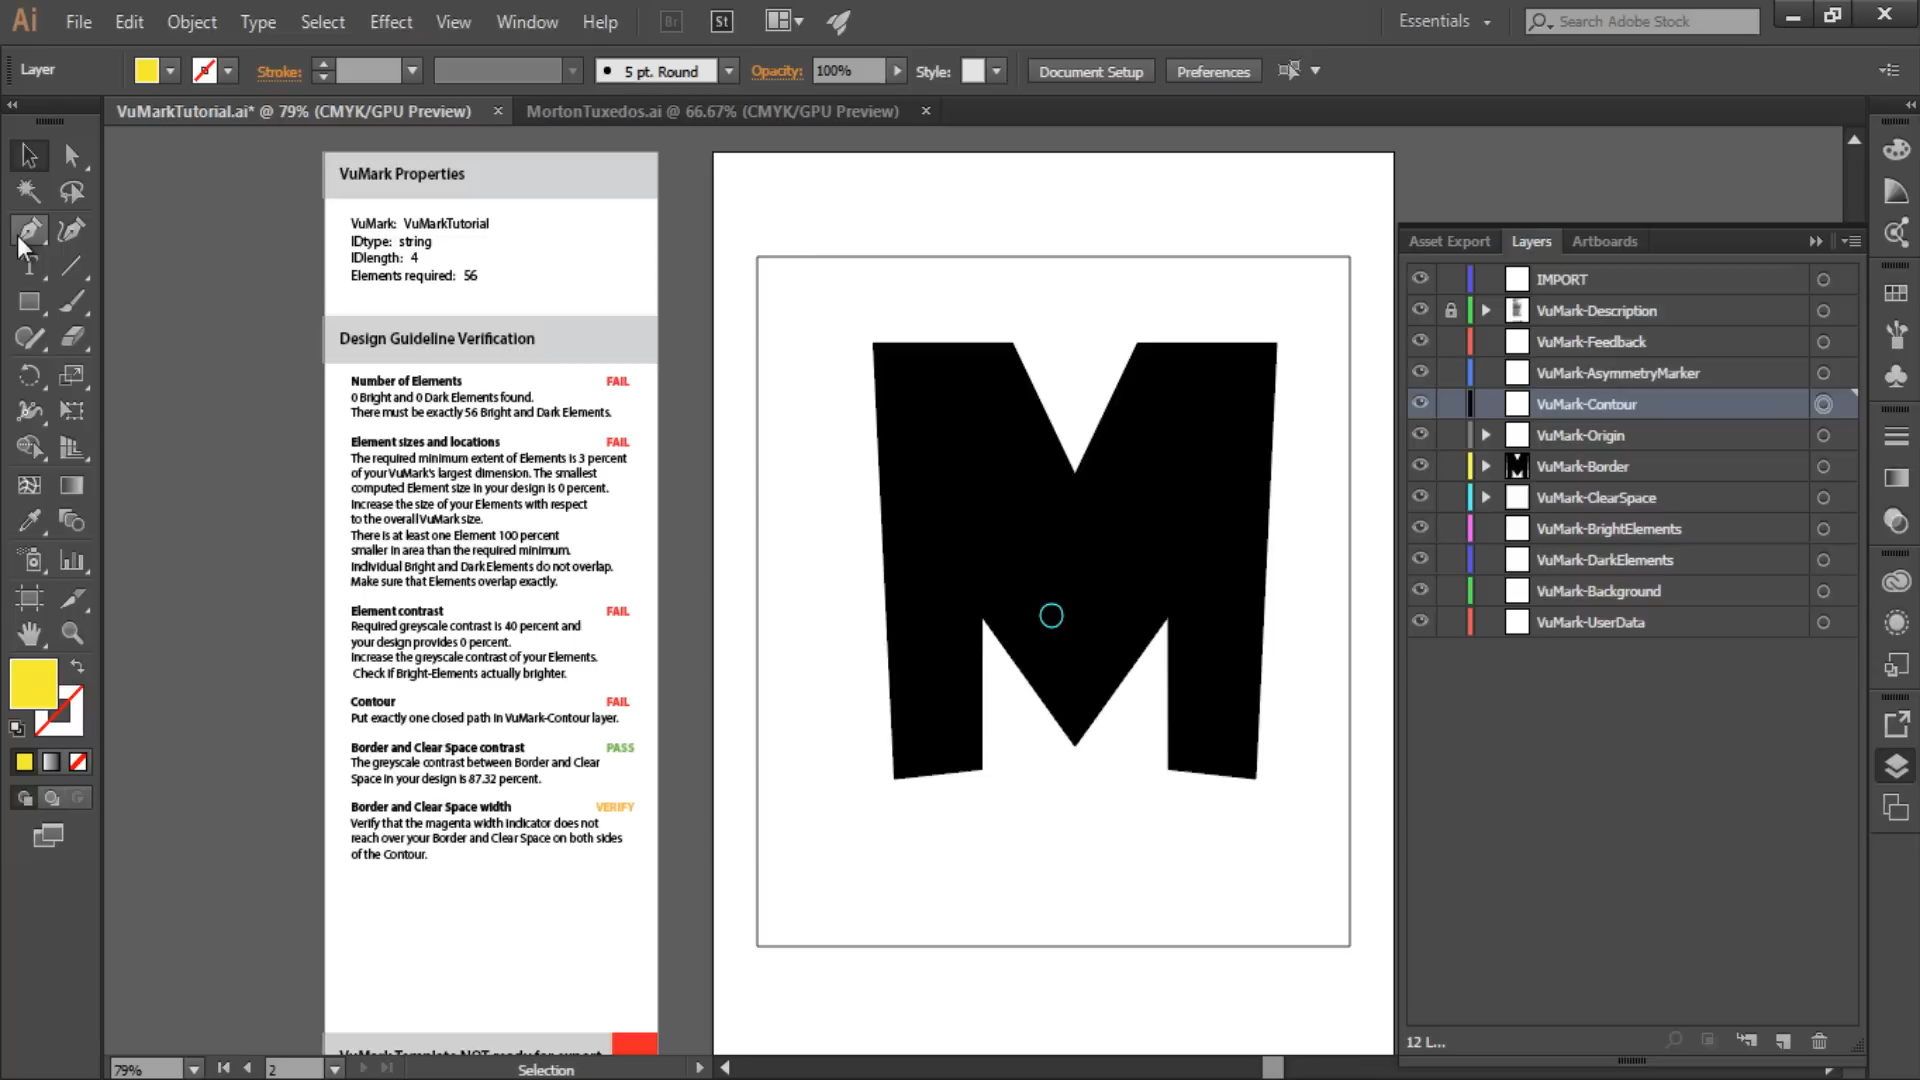 Ai File Edit Object Type Select Effect View Window Help Br St Essentials Search Adobe Stock
Layer Stroke: 5 pt. Round Opacity: 100% Style: Document Setup Preferences
VuMarkTutorial.ai* @ 79% (CMYK/GPU Preview) × MortonTuxedos.ai @ 66.67% (CMYK/GPU Preview) ×
VuMark Properties
VuMark: VuMarkTutorial
IDtype: string
IDlength: 4
Elements required: 56
Design Guideline Verification
Number of Elements FAIL
0 Bright and 0 Dark Elements found.
There must be exactly 56 Bright and Dark Elements.
Element sizes and locations FAIL
The required minimum extent of Elements is 3 percent
of your VuMark's largest dimension. The smallest
computed Element size in your design is 0 percent.
Increase the size of your Elements with respect
to the overall VuMark size.
There is at least one Element 100 percent
smaller in area than the required minimum.
Individual Bright and Dark Elements do not overlap.
Make sure that Elements overlap exactly.
Element contrast FAIL
Required greyscale contrast is 40 percent and
your design provides 0 percent.
Increase the greyscale contrast of your Elements.
Check if Bright-Elements actually brighter.
Contour FAIL
Put exactly one closed path in VuMark-Contour layer.
Border and Clear Space contrast PASS
The greyscale contrast between Border and Clear
Space in your design is 87.32 percent.
Border and Clear Space width VERIFY
Verify that the magenta width indicator does not
reach over your Border and Clear Space on both sides
of the Contour.
VuMark Template NOT ready for export
M
Asset Export Layers Artboards
IMPORT
VuMark-Description
VuMark-Feedback
VuMark-AsymmetryMarker
VuMark-Contour
VuMark-Origin
VuMark-Border
VuMark-ClearSpace
VuMark-BrightElements
VuMark-DarkElements
VuMark-Background
VuMark-UserData
12 L...
79% 2 Selection